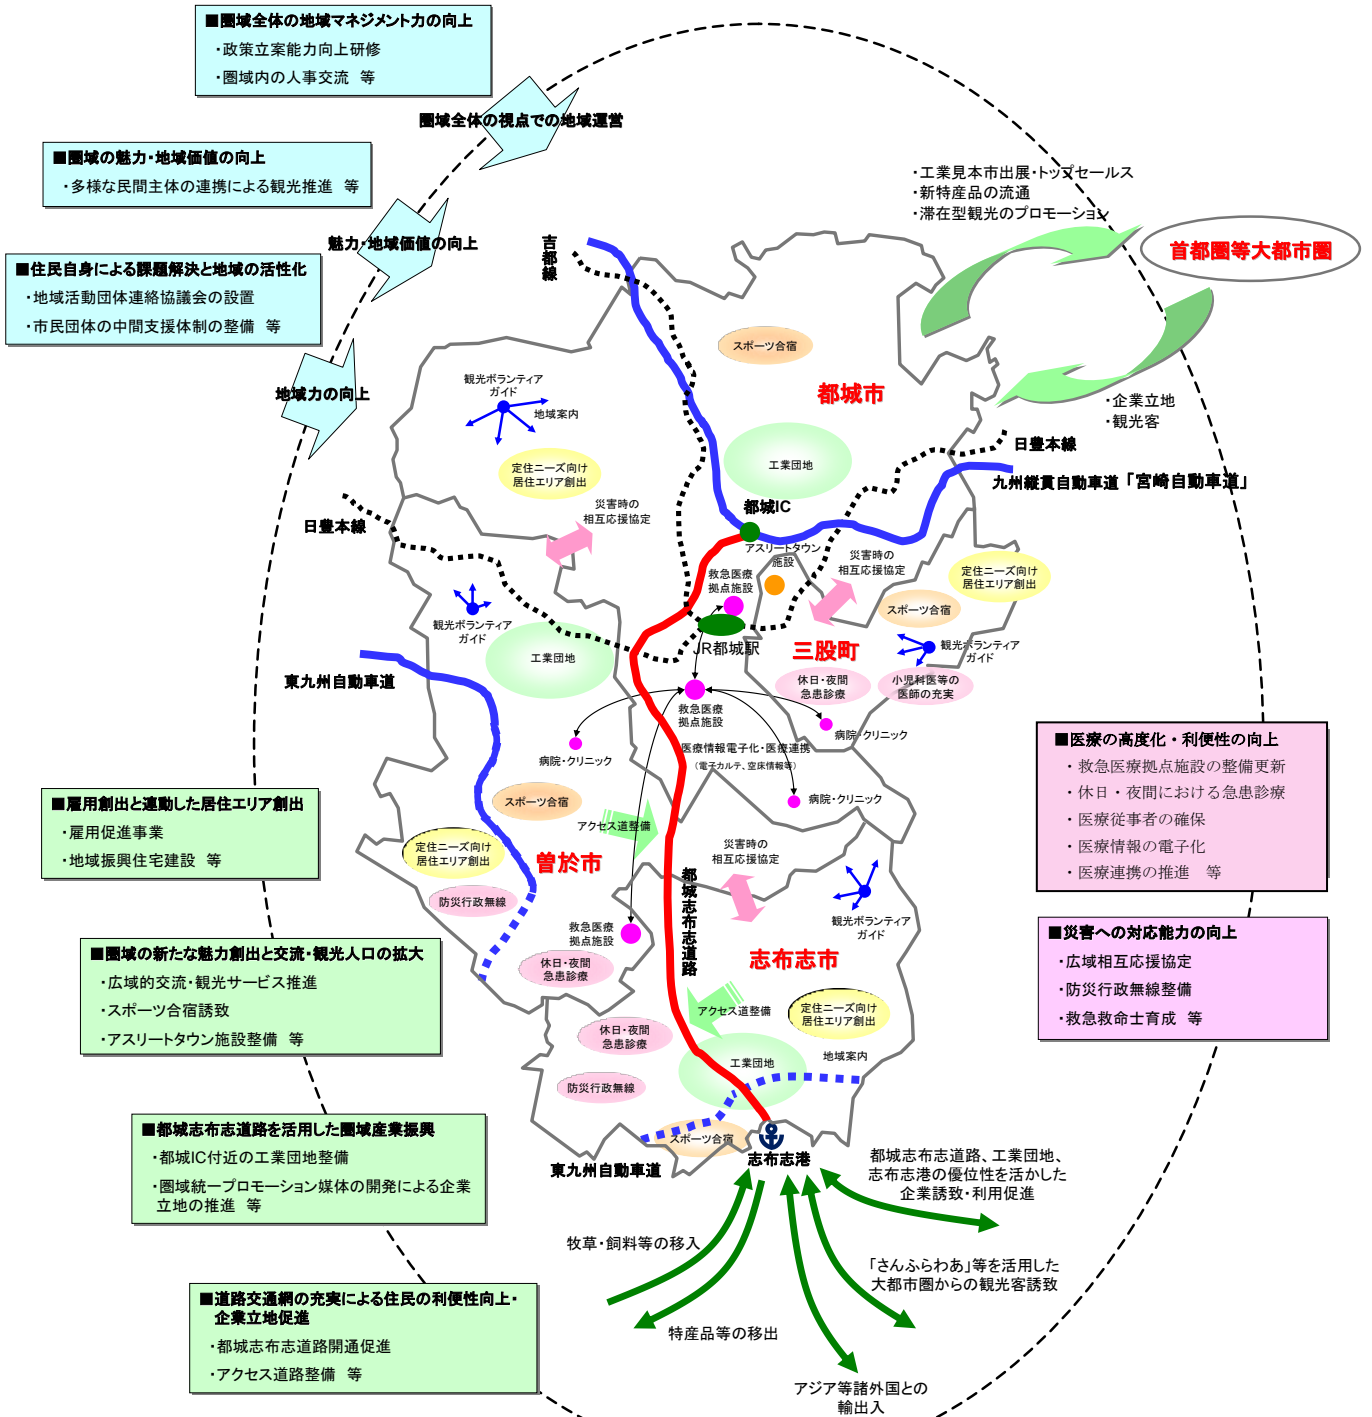 ■圏域全体の地域マネジメント力の向上
・政策立案能力向上研修
・圏域内の人事交流　等
圏域全体の視点での地域運営
■圏域の魅力・地域価値の向上
・多様な民間主体の連携による観光推進　等
魅力・地域価値の向上
■住民自身による課題解決と地域の活性化
・地域活動団体連絡協議会の設置
・市民団体の中間支援体制の整備　等
地域力の向上
・工業見本市出展・トップセールス
・新特産品の流通
・滞在型観光のプロモーション
首都圏等大都市圏
・企業立地
・観光客
吉都線
スポーツ合宿
都城市
観光ボランティア
ガイド
地域案内
工業団地
定住ニーズ向け
居住エリア創出
日豊本線
九州縦貫自動車道「宮崎自動車道」
都城IC
災害時の
相互応援協定
日豊本線
アスリートタウン
施設
災害時の
相互応援協定
定住ニーズ向け
居住エリア創出
救急医療
拠点施設
スポーツ合宿
観光ボランティア
ガイド
JR都城駅
三股町
観光ボランティア
ガイド
工業団地
東九州自動車道
休日・夜間
急患診療
小児科医等の
医師の充実
救急医療
拠点施設
病院・クリニック
病院・クリニック
医療情報電子化・医療連携
（電子カルテ、空床情報等）
病院・クリニック
■医療の高度化・利便性の向上
・救急医療拠点施設の整備更新
・休日・夜間における急患診療
・医療従事者の確保
・医療情報の電子化
・医療連携の推進　等
■雇用創出と連動した居住エリア創出
・雇用促進事業
・地域振興住宅建設　等
スポーツ合宿
アクセス道整備
定住ニーズ向け
居住エリア創出
曽於市
災害時の
相互応援協定
都城志布志道路
防災行政無線
観光ボランティア
ガイド
救急医療
拠点施設
休日・夜間
急患診療
志布志市
■災害への対応能力の向上
・広域相互応援協定
・防災行政無線整備
・救急救命士育成　等
■圏域の新たな魅力創出と交流・観光人口の拡大
・広域的交流・観光サービス推進
・スポーツ合宿誘致
・アスリートタウン施設整備　等
アクセス道整備
定住ニーズ向け
居住エリア創出
休日・夜間
急患診療
工業団地
地域案内
防災行政無線
スポーツ合宿
東九州自動車道
志布志港
■都城志布志道路を活用した圏域産業振興
・都城IC付近の工業団地整備
・圏域統一プロモーション媒体の開発による企業
立地の推進　等
都城志布志道路、工業団地、
志布志港の優位性を活かした
企業誘致・利用促進
牧草・飼料等の移入
「さんふらわあ」等を活用した
大都市圏からの観光客誘致
特産品等の移出
アジア等諸外国との
輸出入
■道路交通網の充実による住民の利便性向上・
企業立地促進
・都城志布志道路開通促進
・アクセス道路整備　等